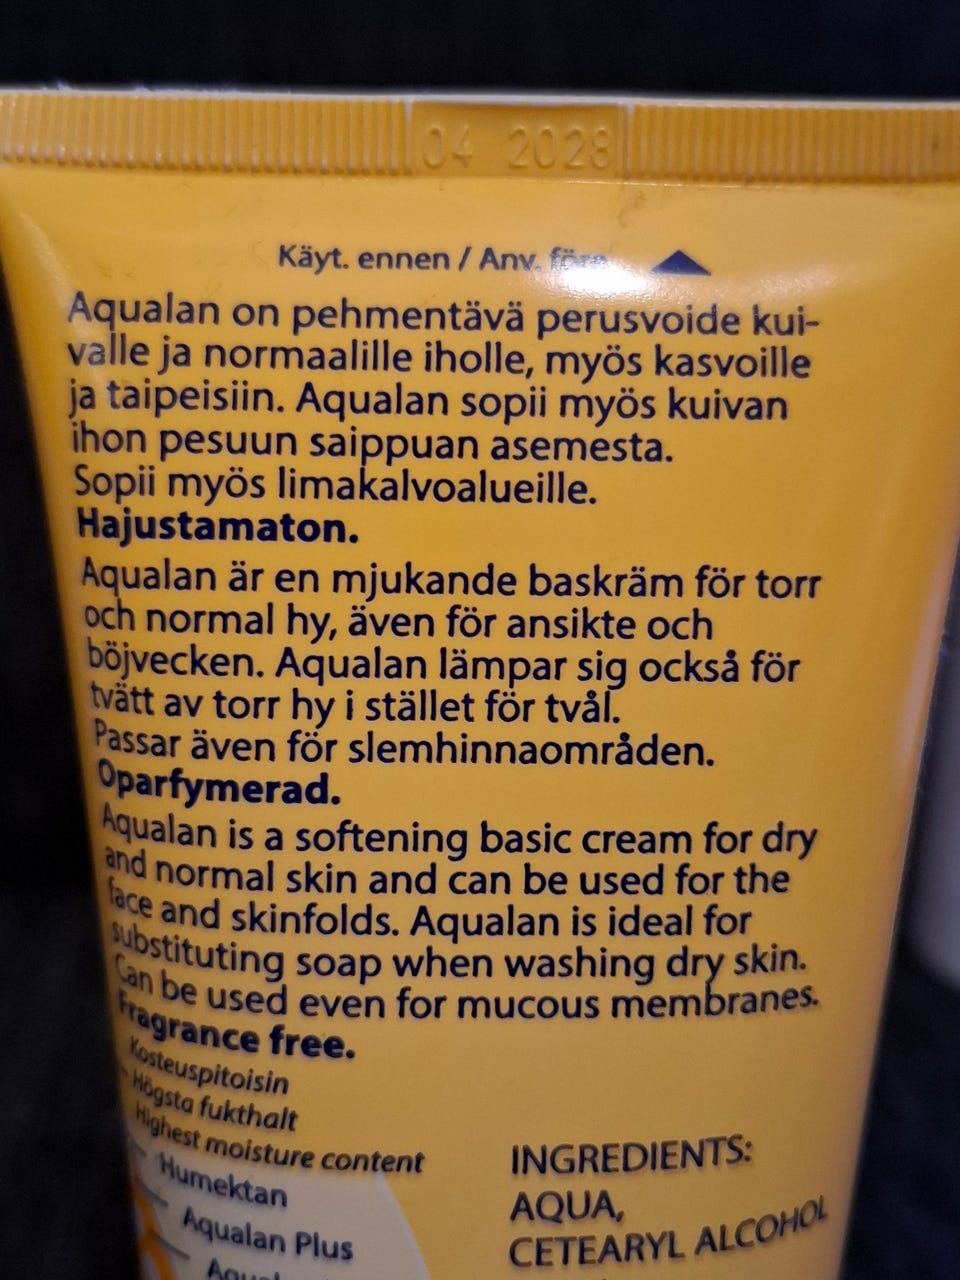 04 2028
Käyt. ennen / Anv. före
Aqualan on pehmentävä perusvoide kui-
valle ja normaalille iholle, myös kasvoille
ja taipeisiin. Aqualan sopii myös kuivan
ihon pesuun saippuan asemesta.
Sopii myös limakalvoalueille.
Hajustamaton.
Aqualan är en mjukande baskräm för torr
och normal hy, även för ansikte och
böjvecken. Aqualan lämpar sig också för
tvätt av torr hy i stället för tvål.
Passar även för slemhinnaområden.
Oparfymerad.
Aqualan is a softening basic cream for dry
and normal skin and can be used for the
face and skinfolds. Aqualan is ideal for
substituting soap when washing dry skin.
Can be used even for mucous membranes.
Fragrance free.
Kosteuspitoisin
Högsta fukthalt
Highest moisture content
Humektan
Aqualan Plus
INGREDIENTS:
AQUA,
CETEARYL ALCOHOL